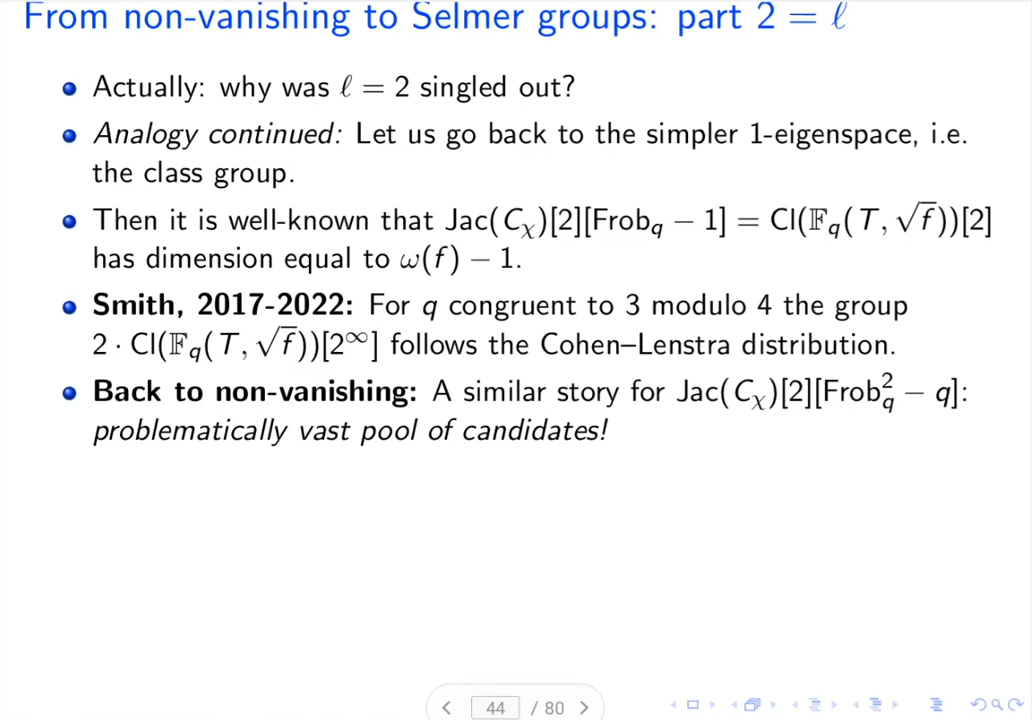 From non-vanishing to Selmer groups: part 2 = ℓ
Actually: why was ℓ = 2 singled out?
Analogy continued: Let us go back to the simpler 1-eigenspace, i.e.
the class group.
Then it is well-known that Jac(C_χ)[2][Frob_q − 1] = Cl(𝔽_q(T, √f))[2]
has dimension equal to ω(f) − 1.
Smith, 2017-2022: For q congruent to 3 modulo 4 the group
2 · Cl(𝔽_q(T, √f))[2^∞] follows the Cohen–Lenstra distribution.
Back to non-vanishing: A similar story for Jac(C_χ)[2][Frob_q^2 − q]:
problematically vast pool of candidates!
44 / 80